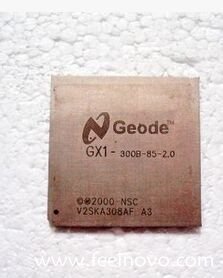 Geode™
GX1- 300B-85-2.0
©®2000 NSC
V2SKA308AF A3
www.feelnovo.com